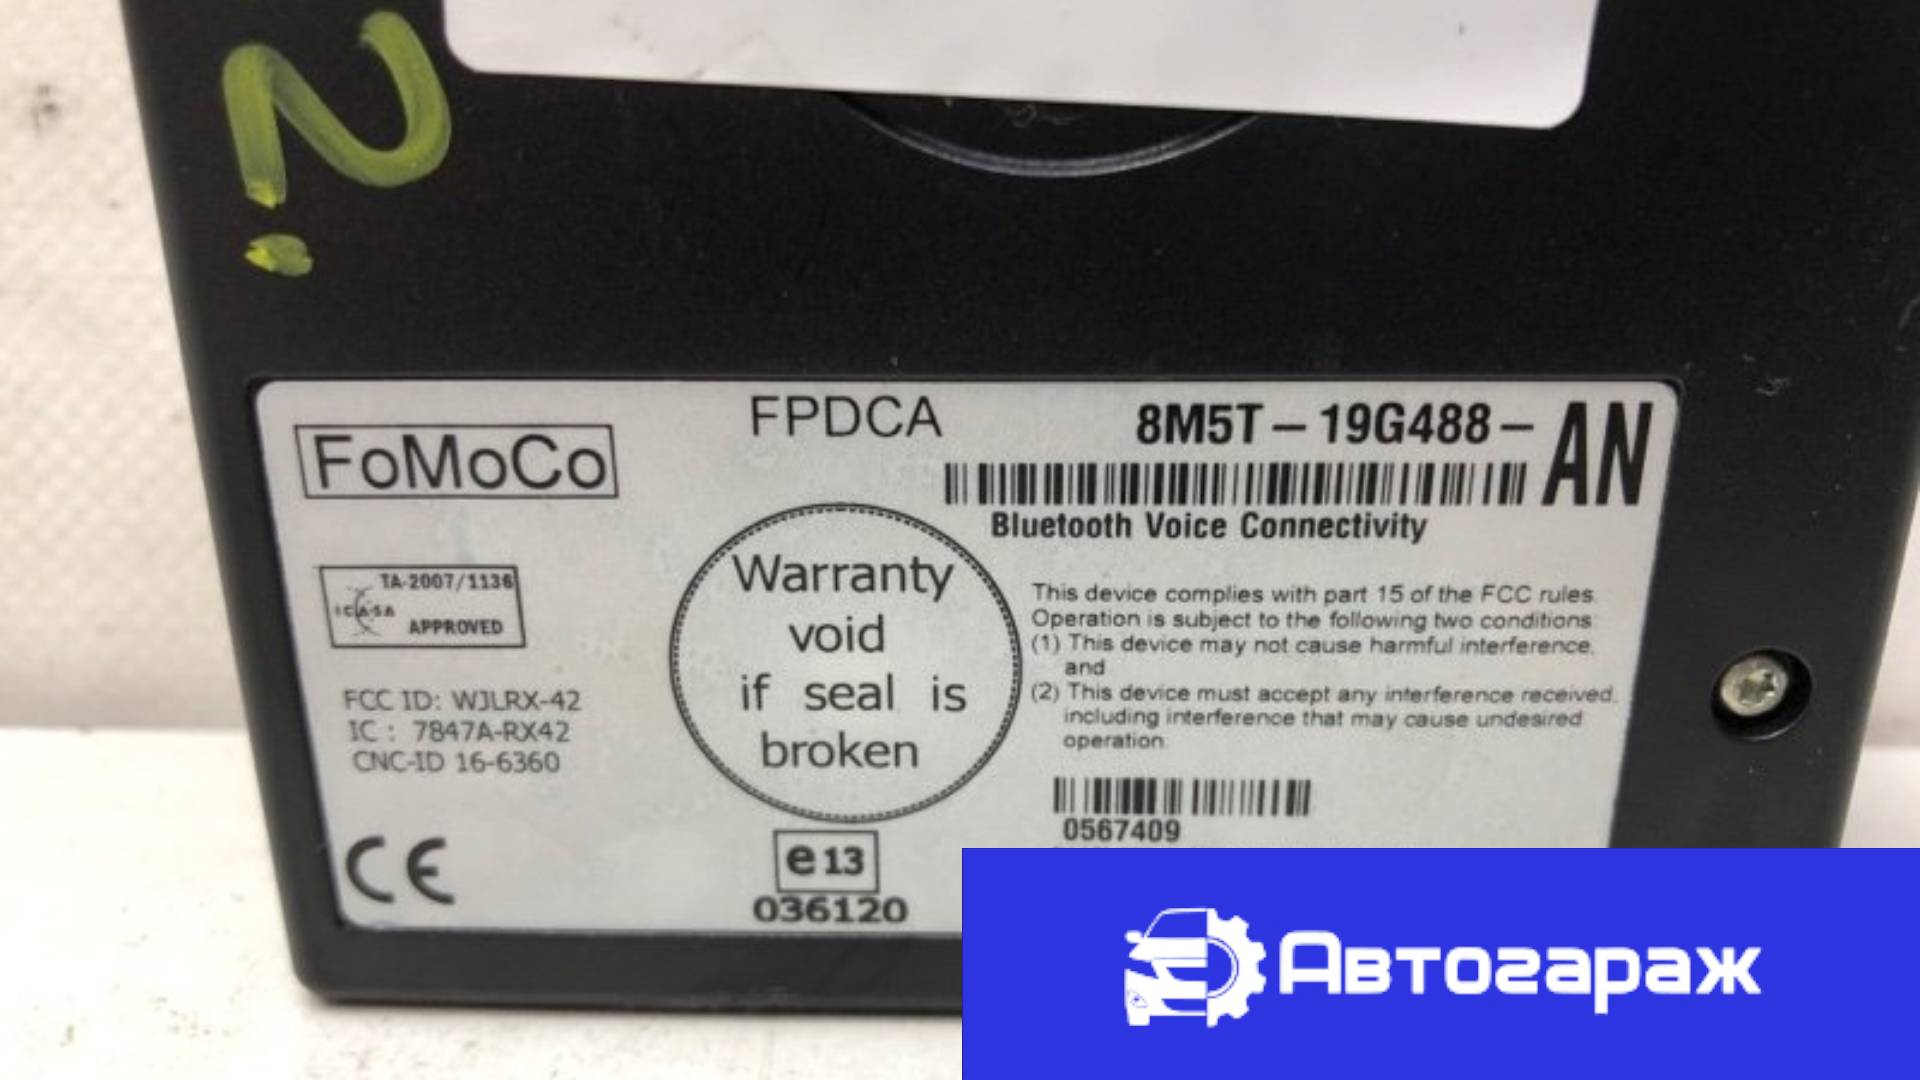 2.
FoMoCo
FPDCA
8M5T-19G488-AN
Bluetooth Voice Connectivity
TA-2007/1136
ICASA
APPROVED
Warranty
void
if seal is
broken
This device complies with part 15 of the FCC rules.
Operation is subject to the following two conditions:
(1) This device may not cause harmful interference,
and
(2) This device must accept any interference received,
including interference that may cause undesired
operation.
FCC ID: WJLRX-42
IC : 7847A-RX42
CNC-ID 16-6360
0567409
CE
e13
036120
Автогараж